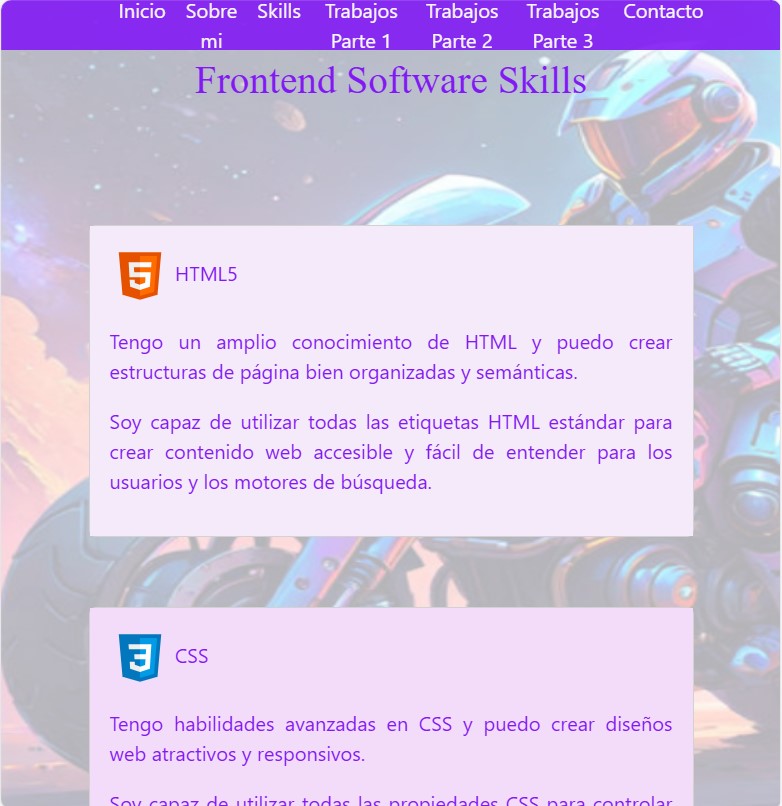 Inicio Sobre mi Skills Trabajos Parte 1 Trabajos Parte 2 Trabajos Parte 3 Contacto
Frontend Software Skills
5 HTML5
Tengo un amplio conocimiento de HTML y puedo crear
estructuras de página bien organizadas y semánticas.
Soy capaz de utilizar todas las etiquetas HTML estándar para
crear contenido web accesible y fácil de entender para los
usuarios y los motores de búsqueda.
3 CSS
Tengo habilidades avanzadas en CSS y puedo crear diseños
web atractivos y responsivos.
Soy capaz de utilizar todas las propiedades CSS para controlar